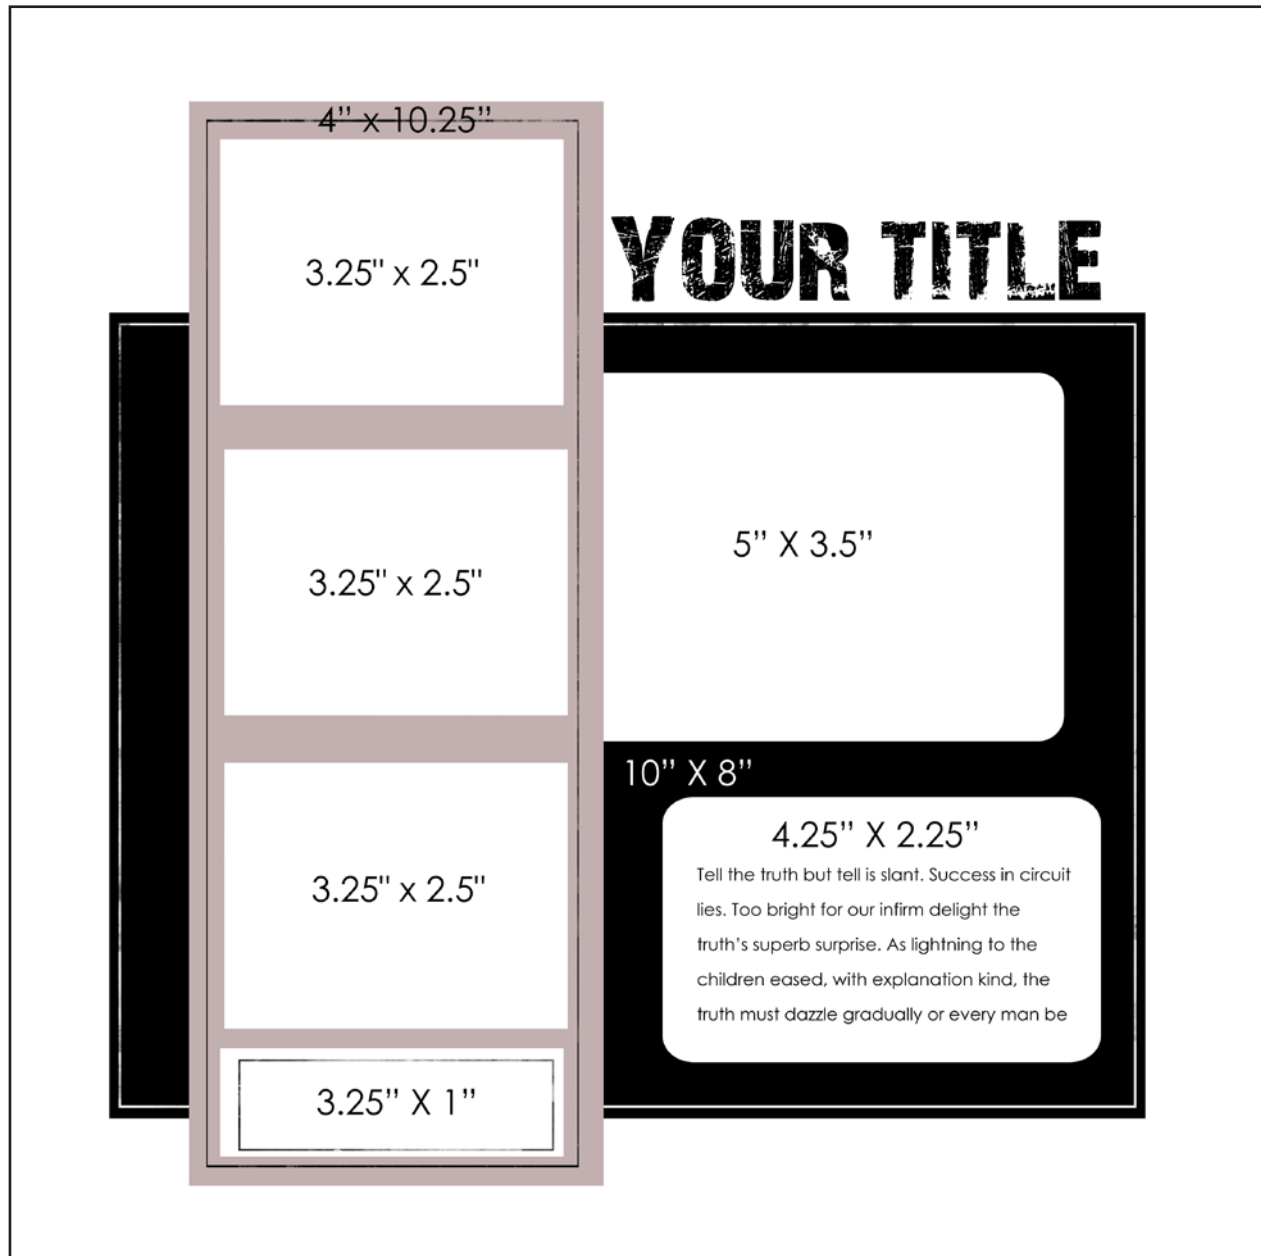 4” x 10.25”
3.25" x 2.5"
YOUR TITLE
3.25" x 2.5"
5” X 3.5”
10” X 8”
3.25" x 2.5"
4.25” X 2.25”
Tell the truth but tell is slant. Success in circuit
lies. Too bright for our infirm delight the
truth’s superb surprise. As lightning to the
children eased, with explanation kind, the
truth must dazzle gradually or every man be
3.25” X 1”